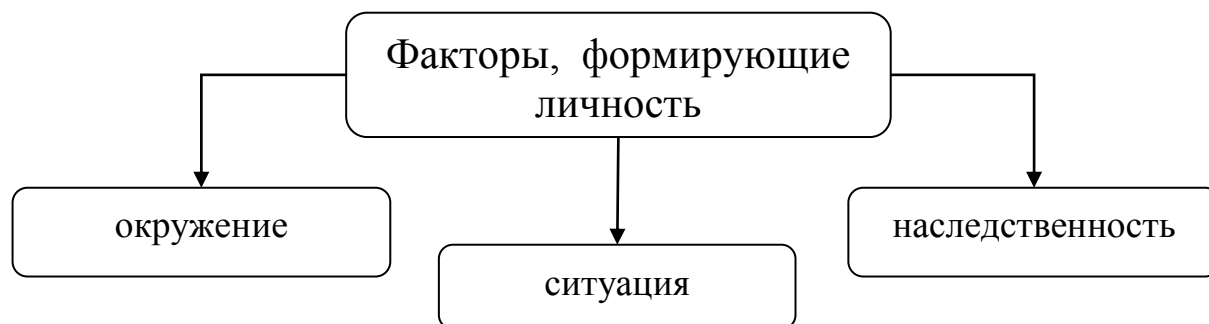 Факторы, формирующие
личность
окружение
наследственность
ситуация